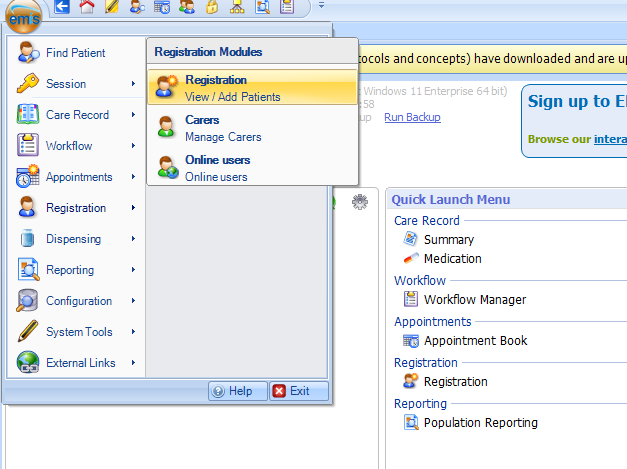 emis
Find Patient
Session
Care Record
Workflow
Appointments
Registration
Dispensing
Reporting
Configuration
System Tools
External Links
Help
Exit
Registration Modules
Registration
View / Add Patients
Carers
Manage Carers
Online users
Online users
tocols and concepts) have downloaded and are up
Windows 11 Enterprise 64 bit)
:58
kup Run Backup
Sign up to E
Browse our intera
Quick Launch Menu
Care Record
Summary
Medication
Workflow
Workflow Manager
Appointments
Appointment Book
Registration
Registration
Reporting
Population Reporting